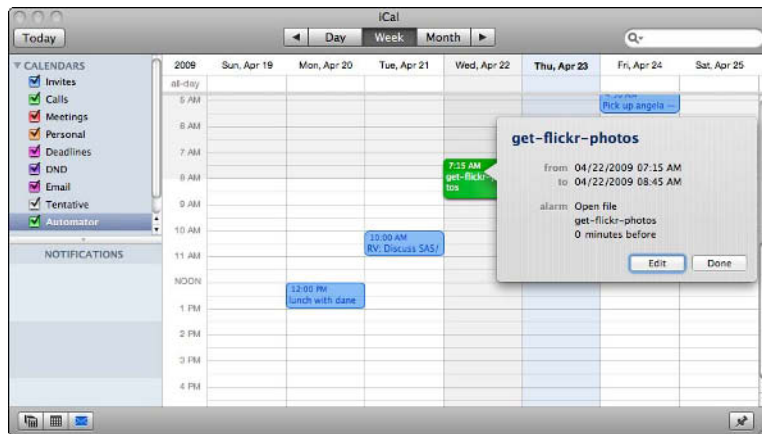 iCal
Today
Day
Week
Month
CALENDARS
Invites
Calls
Meetings
Personal
Deadlines
DND
Email
Tentative
Automator
NOTIFICATIONS
2009 Sun, Apr 19 Mon, Apr 20 Tue, Apr 21 Wed, Apr 22 Thu, Apr 23 Fri, Apr 24 Sat, Apr 25
all-day
5 AM
6 AM
7 AM
8 AM
9 AM
10 AM
11 AM
NOON
1 PM
2 PM
3 PM
4 PM
Pick up angela —
7:15 AM
get-flickr-
tos
10:00 AM
RV: Discuss SAS/
12:00 PM
lunch with dane
get-flickr-photos
from 04/22/2009 07:15 AM
to 04/22/2009 08:45 AM
alarm Open file
get-flickr-photos
0 minutes before
Edit
Done